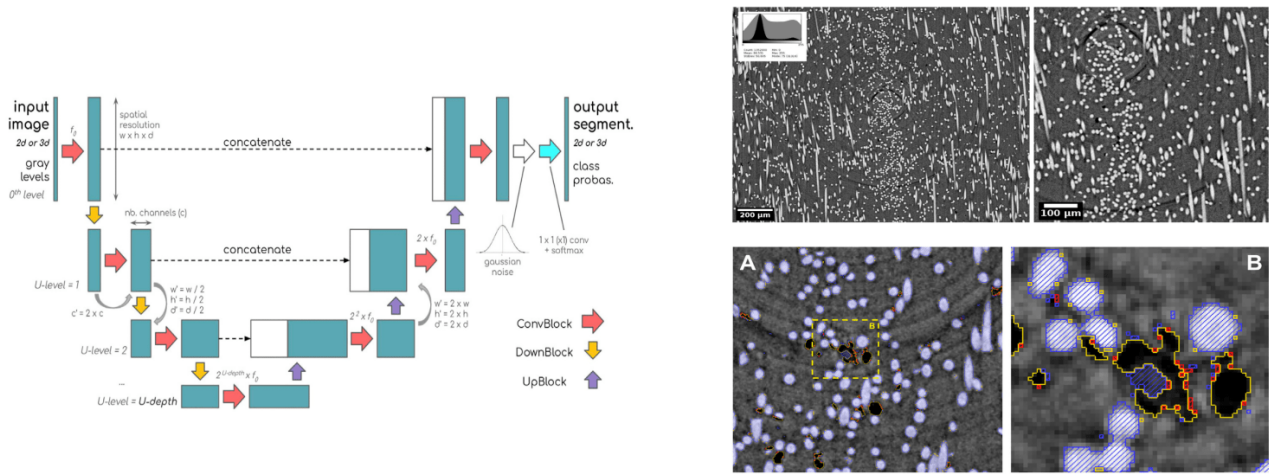 input
image
2d or 3d
gray
levels
0th level
f0
spatial
resolution
w x h x d
concatenate
output
segment.
2d or 3d
class
probas.
nb. channels (c)
concatenate
2 x f0
gaussian
noise
1 x 1 (x1) conv
+ softmax
U-level = 1
c' = 2 x c
w' = w / 2
h' = h / 2
d' = d / 2
2² x f0
w' = 2 x w
h' = 2 x h
d' = 2 x d
U-level = 2
...
2U-depth x f0
U-level = U-depth
ConvBlock
DownBlock
UpBlock
200 µm
100 µm
A
B
B